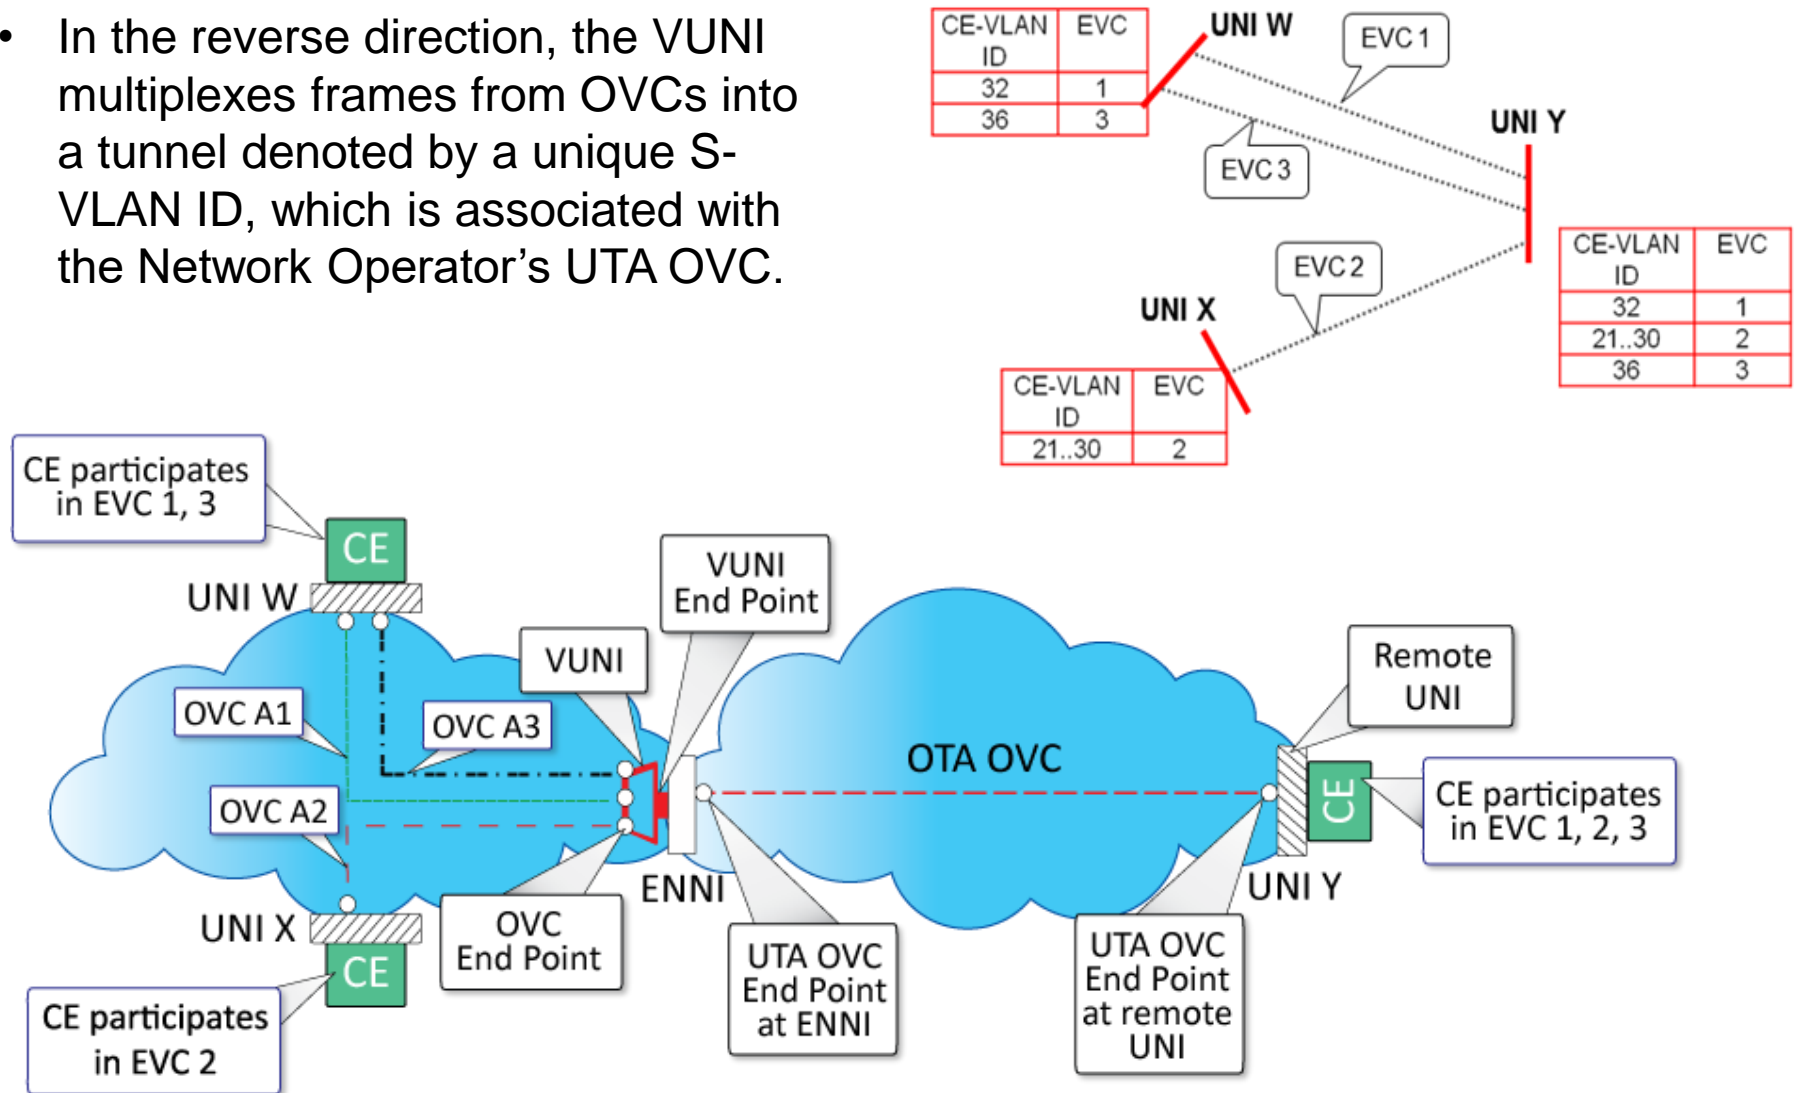 • In the reverse direction, the VUNI
multiplexes frames from OVCs into
a tunnel denoted by a unique S-
VLAN ID, which is associated with
the Network Operator’s UTA OVC.
CE-VLAN ID EVC
32 1
36 3
UNI W
EVC 1
EVC 3
UNI Y
EVC 2
UNI X
CE-VLAN ID EVC
32 1
21..30 2
36 3
CE-VLAN ID EVC
21..30 2
CE participates
in EVC 1, 3
CE
UNI W
VUNI
End Point
VUNI
Remote
UNI
OVC A1
OVC A3
OTA OVC
OVC A2
CE
CE participates
in EVC 1, 2, 3
ENNI
UNI Y
UNI X
OVC
End Point
UTA OVC
End Point
at ENNI
UTA OVC
End Point
at remote
UNI
CE
CE participates
in EVC 2